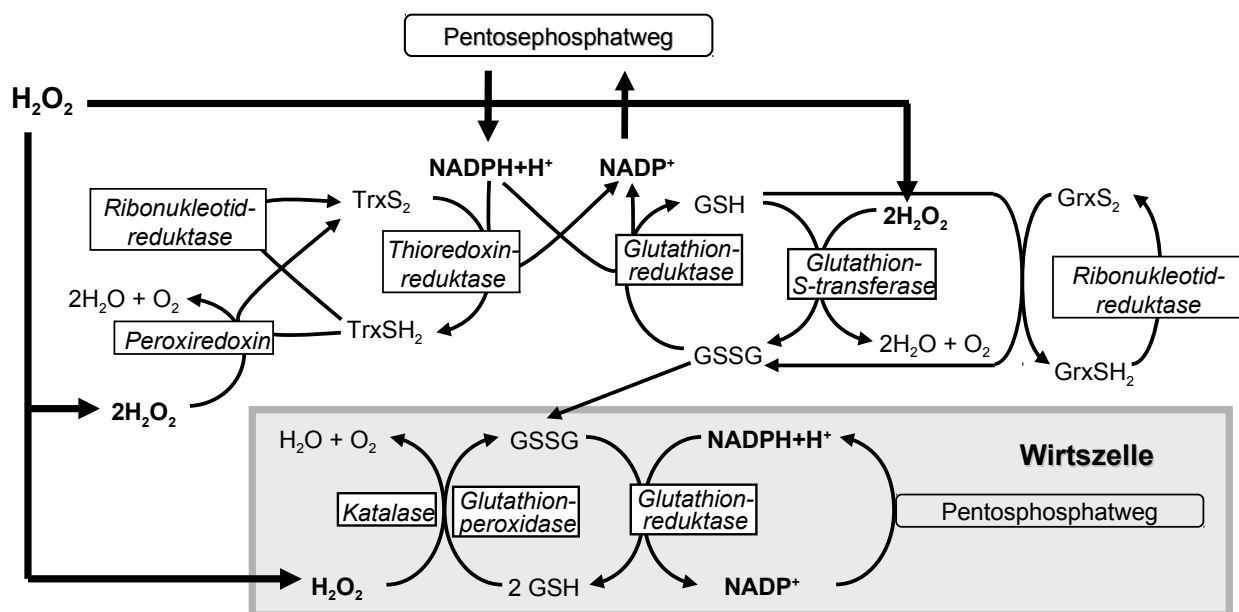 Pentosephosphatweg
H₂O₂
NADPH+H⁺
NADP⁺
Ribonukleotid-
reduktase
TrxS₂
Thioredoxin-
reduktase
Glutathion-
reduktase
GSH
2H₂O₂
Glutathion-
S-transferase
GrxS₂
Ribonukleotid-
reduktase
2H₂O + O₂
Peroxiredoxin
TrxSH₂
GSSG
2H₂O + O₂
GrxSH₂
2H₂O₂
H₂O + O₂
GSSG
NADPH+H⁺
Wirtszelle
Katalase
Glutathion-
peroxidase
Glutathion-
reduktase
Pentosphosphatweg
H₂O₂
2 GSH
NADP⁺